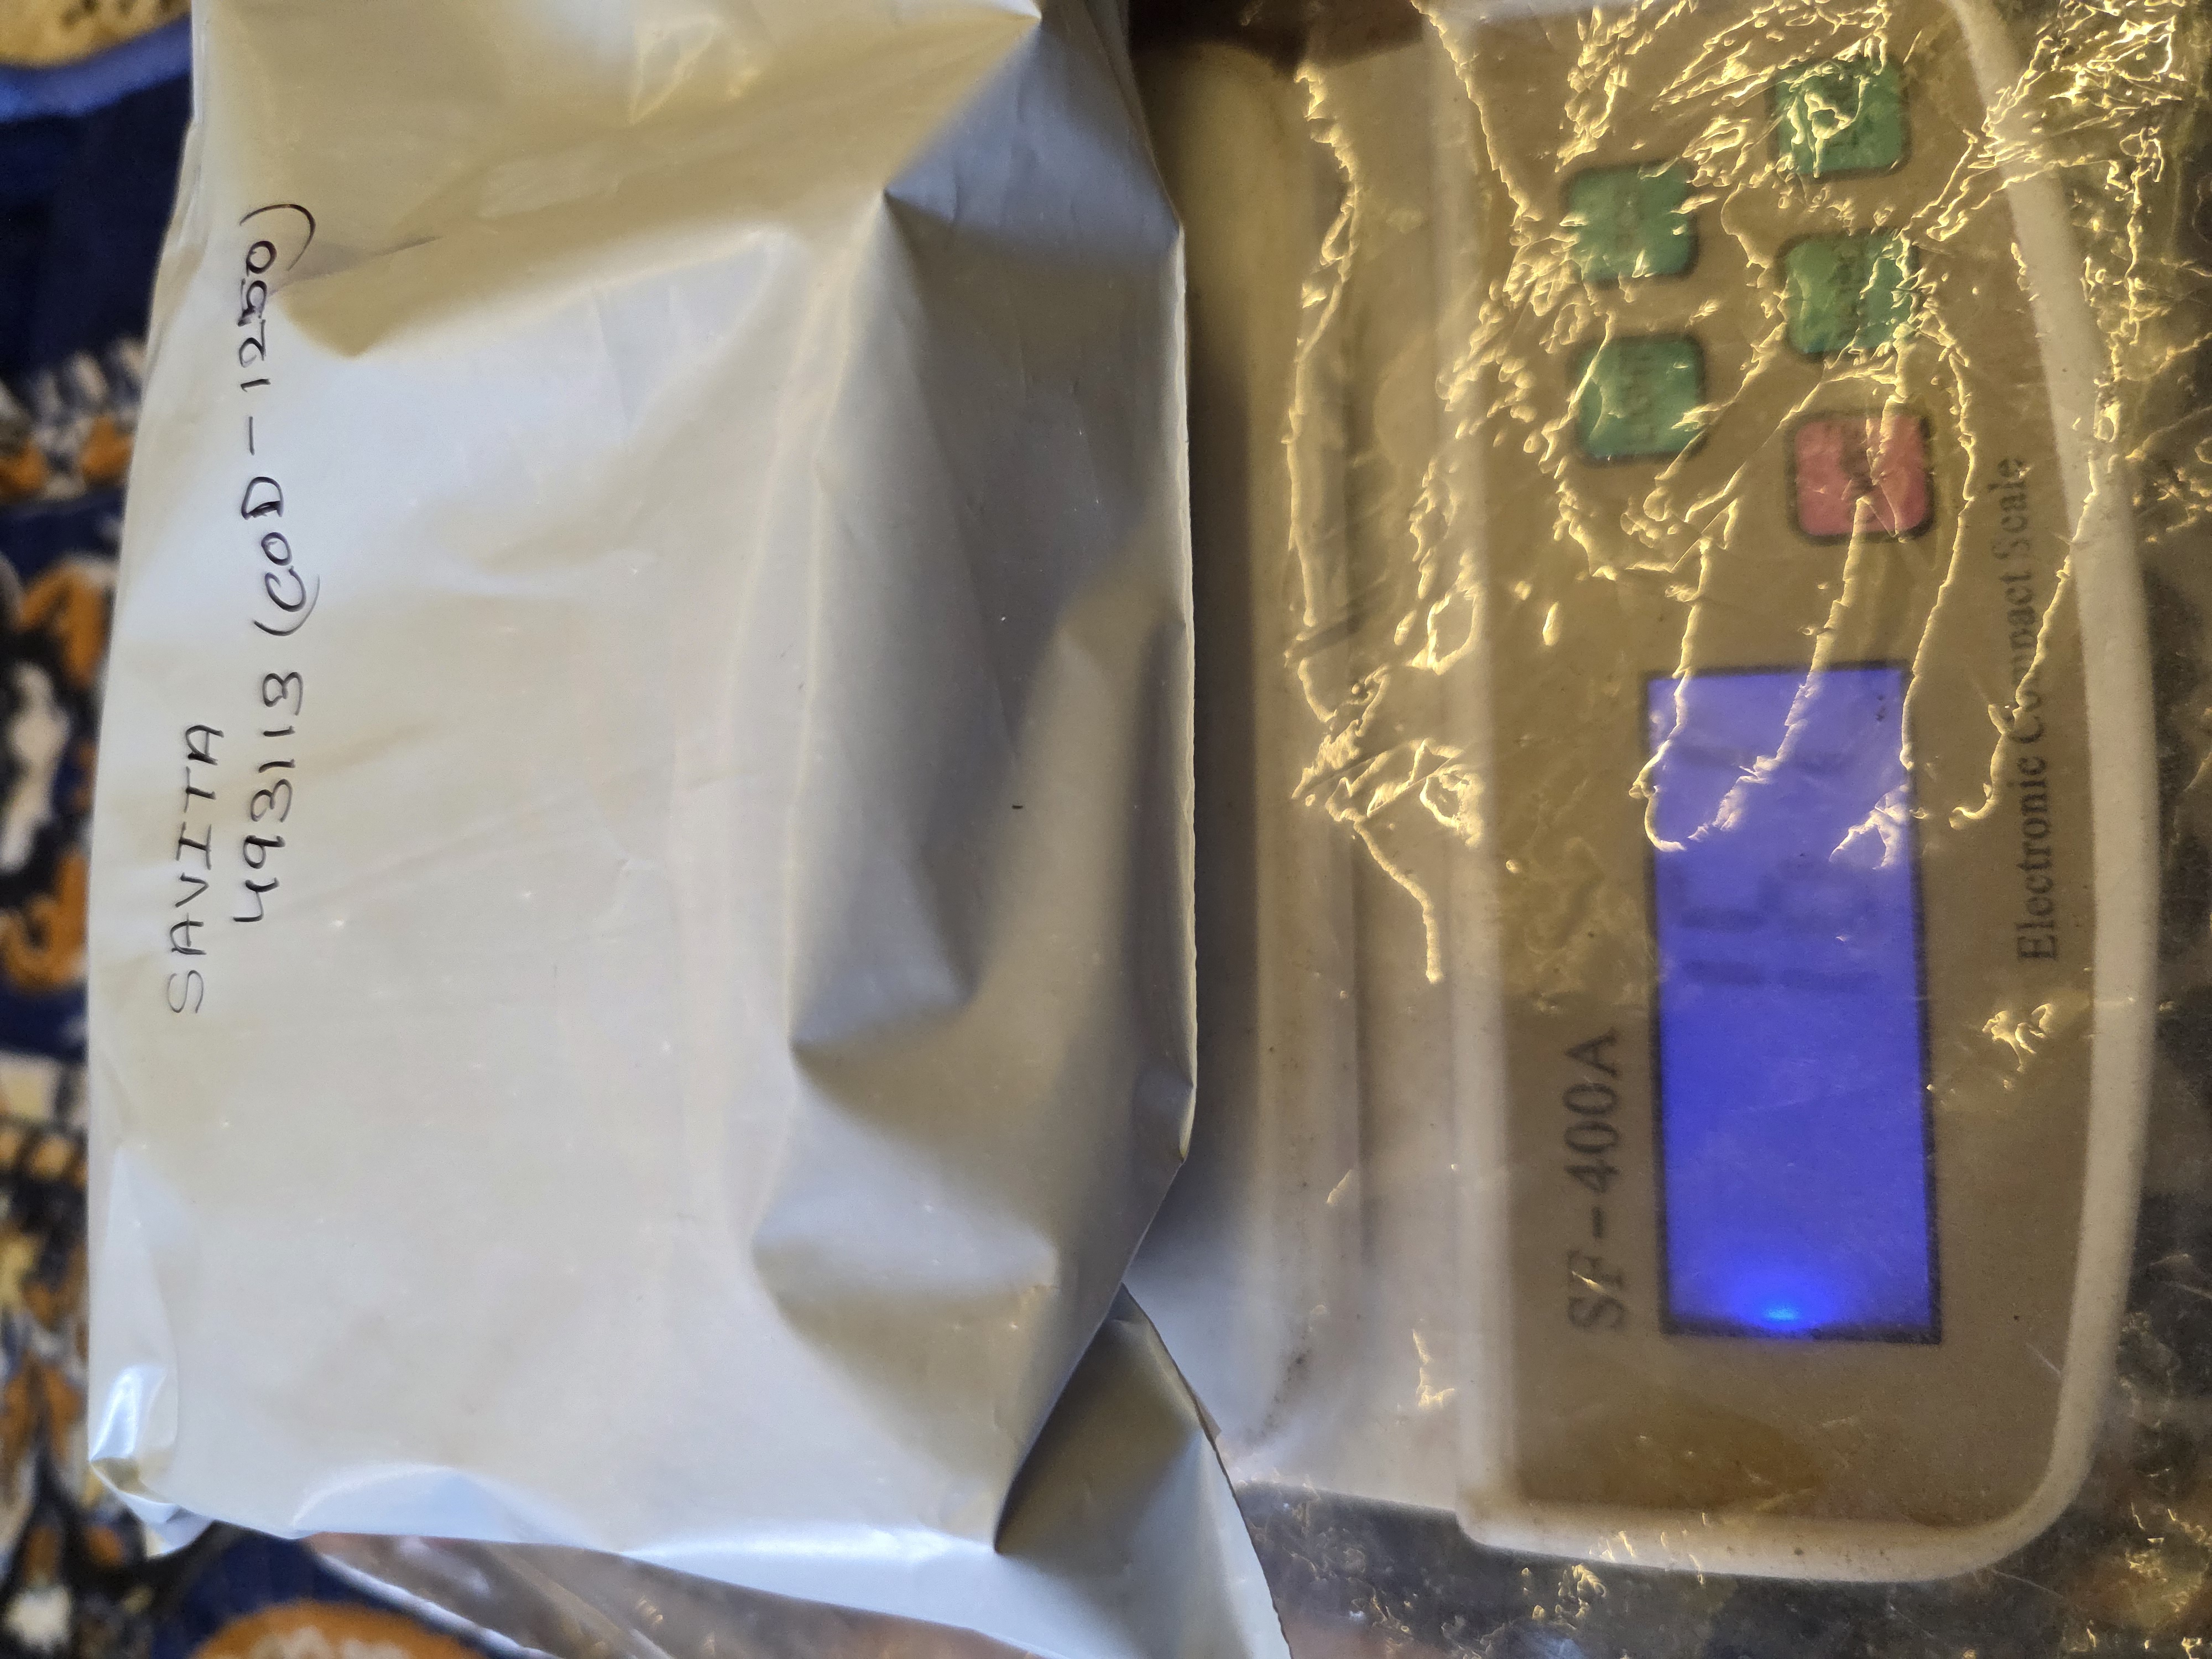 SAVITA
493113 (COD - 1250)
SF-400A
Electronic Compact Scale